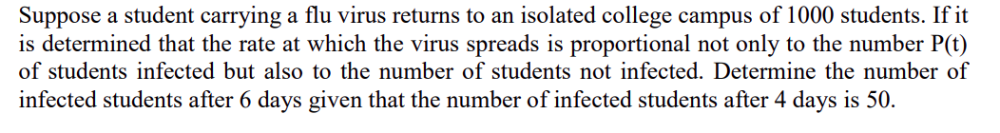 Suppose a student carrying a flu virus returns to an isolated college campus of 1000 students. If it
is determined that the rate at which the virus spreads is proportional not only to the number P(t)
of students infected but also to the number of students not infected. Determine the number of
infected students after 6 days given that the number of infected students after 4 days is 50.